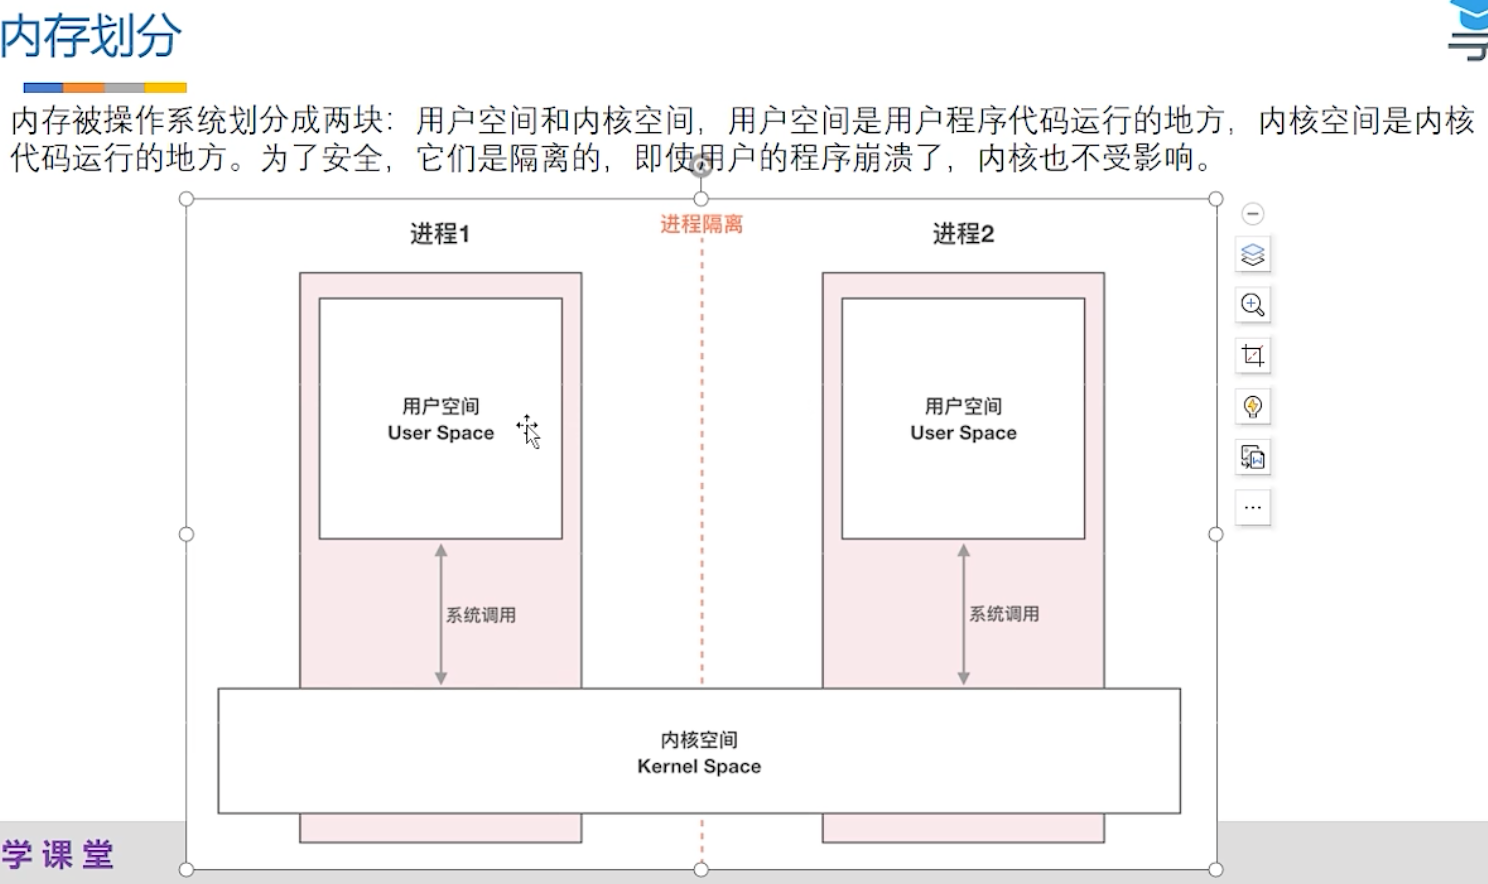 内存划分
内存被操作系统划分成两块：用户空间和内核空间，用户空间是用户程序代码运行的地方，内核空间是内核
代码运行的地方。为了安全，它们是隔离的，即使用户的程序崩溃了，内核也不受影响。
进程1
进程隔离
进程2
用户空间
User Space
用户空间
User Space
系统调用
系统调用
内核空间
Kernel Space
学课堂